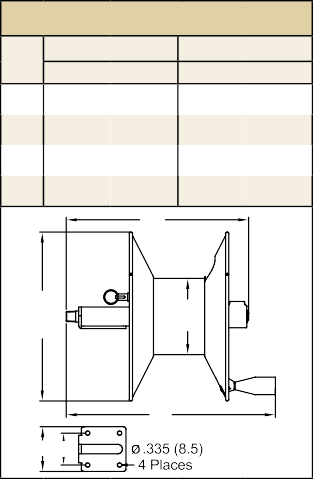 ø .335 (8.5)
4 Places